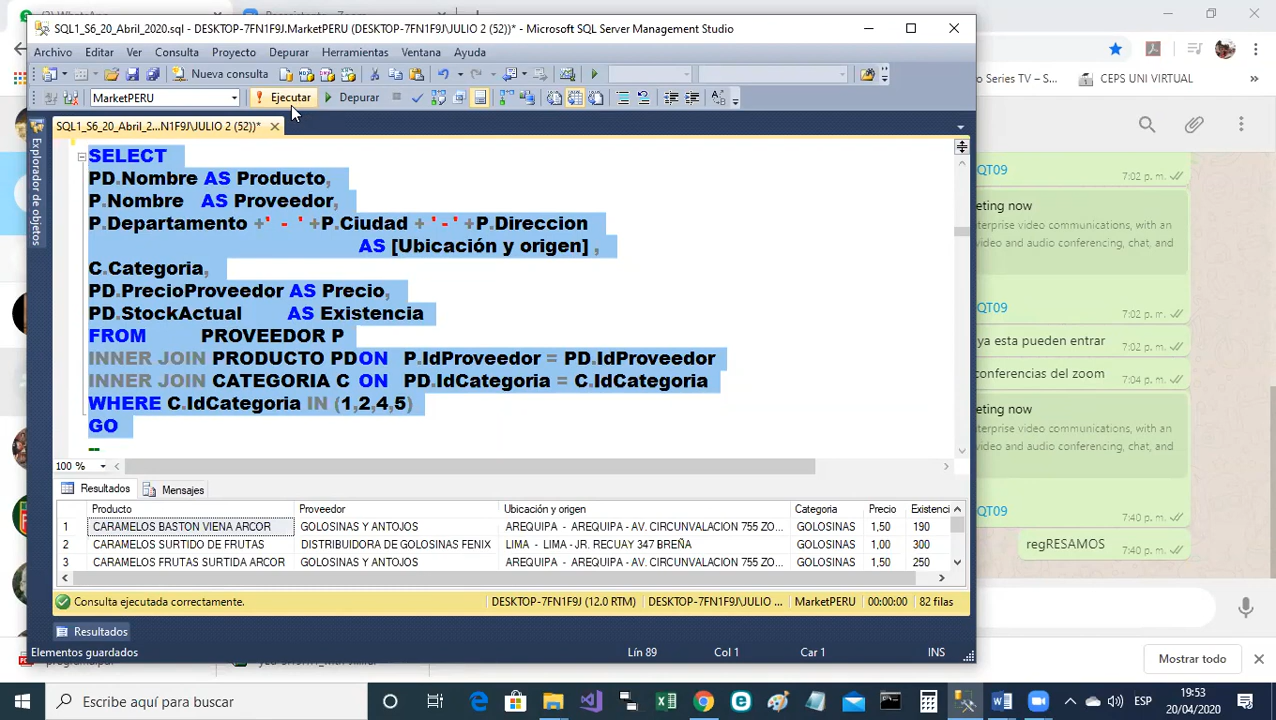 SQL1_S6_20_Abril_2020.sql - DESKTOP-7FN1F9J.MarketPERU (DESKTOP-7FN1F9J\JULIO 2 (52))* - Microsoft SQL Server Management Studio
Archivo Editar Ver Consulta Proyecto Depurar Herramientas Ventana Ayuda
Nueva consulta
MarketPERU Ejecutar Depurar
SQL1_S6_20_Abril_2...N1F9J\JULIO 2 (52))*
Explorador de objetos
SELECT
PD.Nombre AS Producto,
P.Nombre AS Proveedor,
P.Departamento +' - ' +P.Ciudad + ' -' +P.Direccion
AS [Ubicación y origen] ,
C.Categoria,
PD.PrecioProveedor AS Precio,
PD.StockActual AS Existencia
FROM PROVEEDOR P
INNER JOIN PRODUCTO PD ON P.IdProveedor = PD.IdProveedor
INNER JOIN CATEGORIA C ON PD.IdCategoria = C.IdCategoria
WHERE C.IdCategoria IN (1,2,4,5)
GO
--
100 %
Resultados Mensajes
Producto Proveedor Ubicación y origen Categoria Precio Existenci
1 CARAMELOS BASTON VIENA ARCOR GOLOSINAS Y ANTOJOS AREQUIPA - AREQUIPA - AV. CIRCUNVALACION 755 ZO... GOLOSINAS 1,50 190
2 CARAMELOS SURTIDO DE FRUTAS DISTRIBUIDORA DE GOLOSINAS FENIX LIMA - LIMA - JR. RECUAY 347 BREÑA GOLOSINAS 1,00 300
3 CARAMELOS FRUTAS SURTIDA ARCOR GOLOSINAS Y ANTOJOS AREQUIPA - AREQUIPA - AV. CIRCUNVALACION 755 ZO... GOLOSINAS 1,50 250
Consulta ejecutada correctamente. DESKTOP-7FN1F9J (12.0 RTM) DESKTOP-7FN1F9J\JULIO ... MarketPERU 00:00:00 82 filas
Resultados
Elementos guardados Lín 89 Col 1 Car 1 INS
o Series TV – S... CEPS UNI VIRTUAL
QT09 7:02 p. m.
eting now
enterprise video communications, with an
video and audio conferencing, chat, and
QT09 7:02 p. m.
ya esta pueden entrar 7:02 p. m.
conferencias del zoom 7:04 p. m.
eting now
erprise video communications, with an
video and audio conferencing, chat, and
QT09 7:40 p. m.
regRESAMOS 7:40 p. m.
Mostrar todo
Escribe aquí para buscar
ESP
19:53
20/04/2020